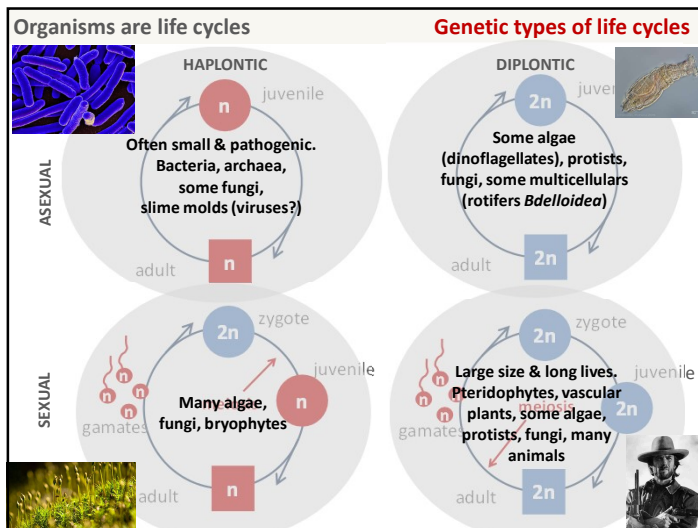 Organisms are life cycles
Genetic types of life cycles
HAPLONTIC
DIPLONTIC
ASEXUAL
n
juvenile
Often small & pathogenic.
Bacteria, archaea,
some fungi,
slime molds (viruses?)
adult
n
2n
juveni
Some algae
(dinoflagellates), protists,
fungi, some multicellulars
(rotifers Bdelloidea)
adult
2n
SEXUAL
2n
zygote
juvenile
n
n
n
n
n
gamates
Many algae,
fungi, bryophytes
adult
n
2n
zygote
juvenile
2n
n
n
n
n
gamates
Large size & long lives.
Pteridophytes, vascular
plants, some algae,
meiosis
protists, fungi, many
animals
adult
2n